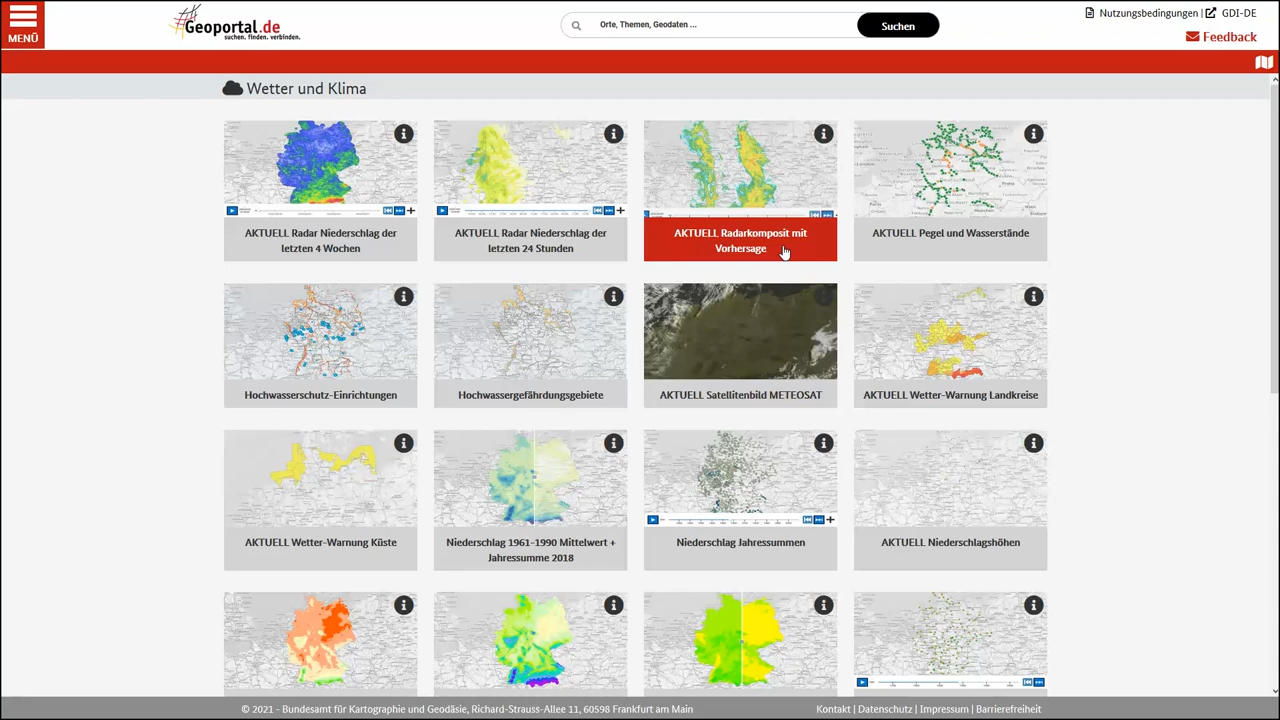 MENÜ
Geoportal.de
suchen. finden. verbinden.
Orte, Themen, Geodaten ...
Suchen
Nutzungsbedingungen | GDI-DE
Feedback
Wetter und Klima
AKTUELL Radar Niederschlag der
letzten 4 Wochen
AKTUELL Radar Niederschlag der
letzten 24 Stunden
AKTUELL Radarkomposit mit
Vorhersage
AKTUELL Pegel und Wasserstände
Hochwasserschutz-Einrichtungen
Hochwassergefährdungsgebiete
AKTUELL Satellitenbild METEOSAT
AKTUELL Wetter-Warnung Landkreise
AKTUELL Wetter-Warnung Küste
Niederschlag 1961-1990 Mittelwert +
Jahressumme 2018
Niederschlag Jahressummen
AKTUELL Niederschlagshöhen
© 2021 - Bundesamt für Kartographie und Geodäsie, Richard-Strauss-Allee 11, 60598 Frankfurt am Main
Kontakt | Datenschutz | Impressum | Barrierefreiheit